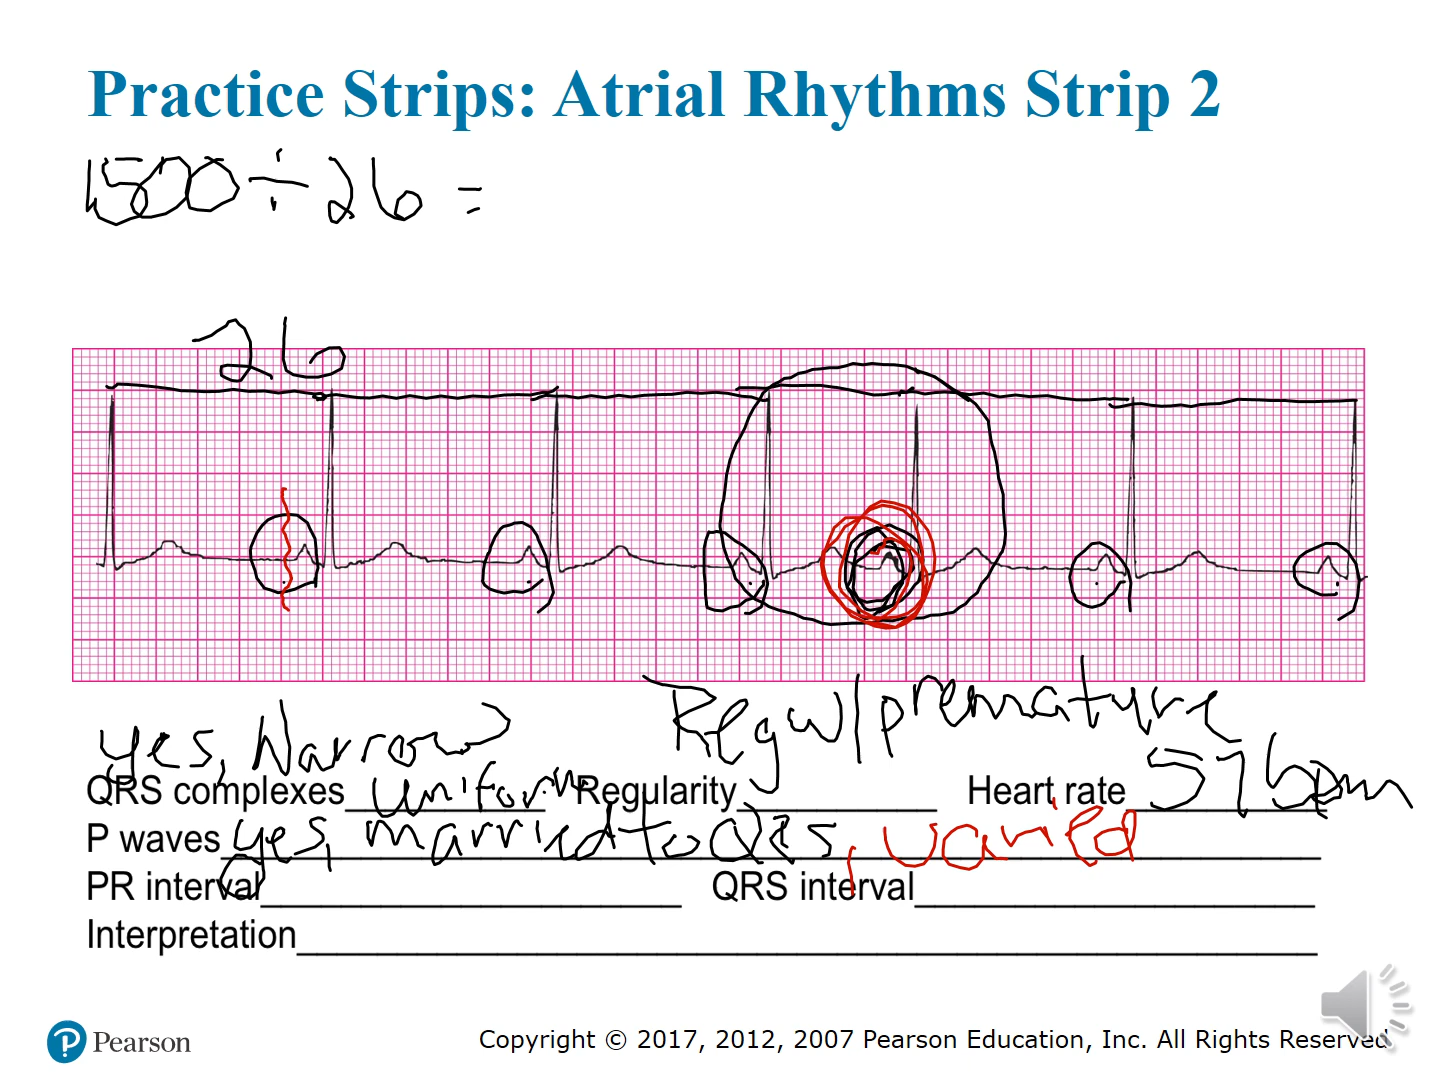 Practice Strips: Atrial Rhythms Strip 2
1500 ÷ 26 =
26
yes, Narrow Regu/premature
QRS complexes uniform Regularity Heart rate 57 bpm
P waves yes, married to QRS, varied
PR interval QRS interval
Interpretation
Pearson Copyright © 2017, 2012, 2007 Pearson Education, Inc. All Rights Reserved